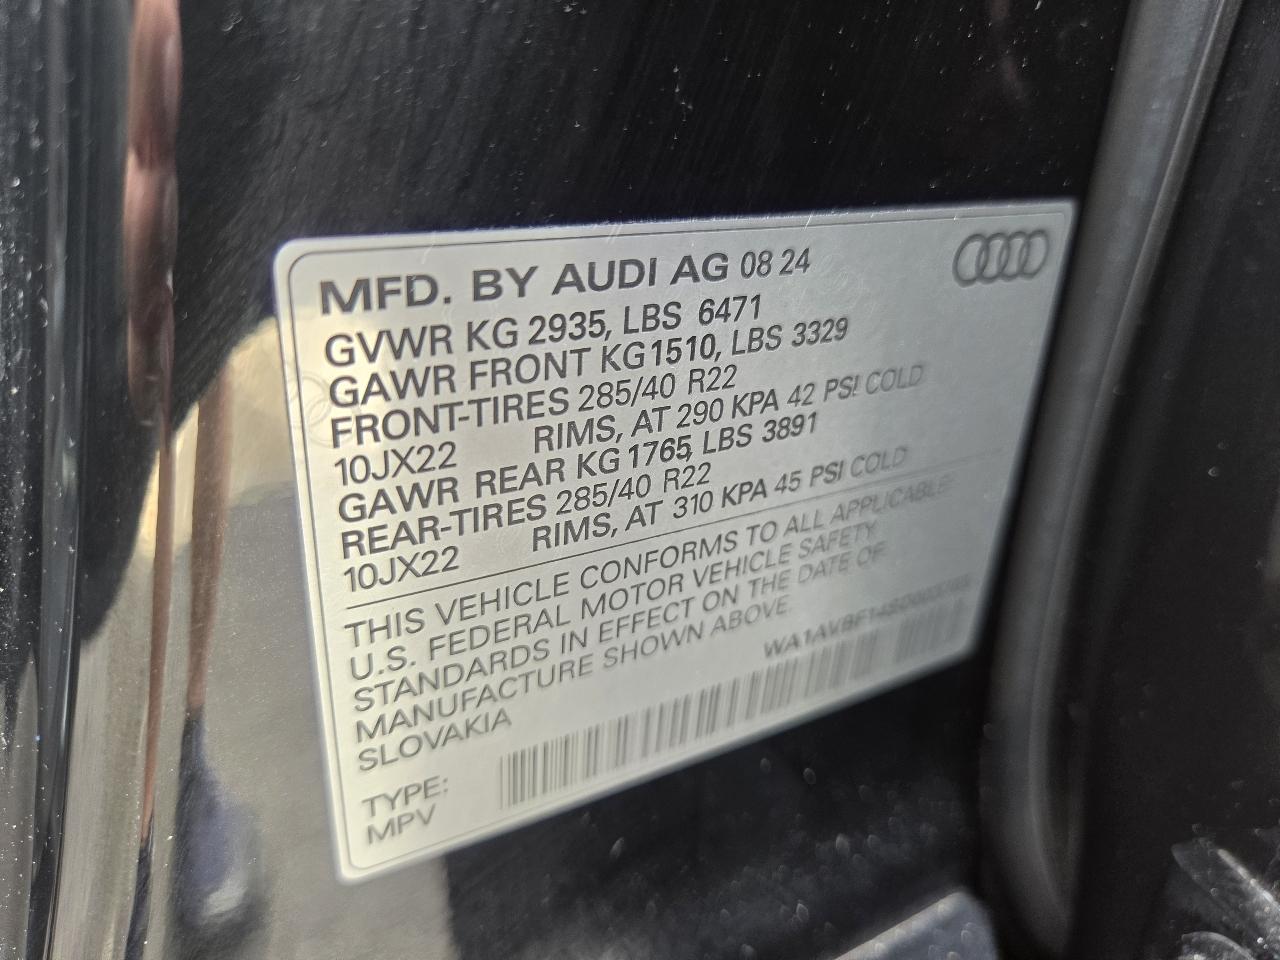 MFD. BY AUDI AG 08 24
GVWR KG 2935, LBS 6471
GAWR FRONT KG 1510, LBS 3329
FRONT-TIRES 285/40 R22
10JX22 RIMS, AT 290 KPA 42 PSI COLD
GAWR REAR KG 1765, LBS 3891
REAR-TIRES 285/40 R22
10JX22 RIMS, AT 310 KPA 45 PSI COLD
THIS VEHICLE CONFORMS TO ALL APPLICABLE
U.S. FEDERAL MOTOR VEHICLE SAFETY
STANDARDS IN EFFECT ON THE DATE OF
MANUFACTURE SHOWN ABOVE.
SLOVAKIA
TYPE:
MPV